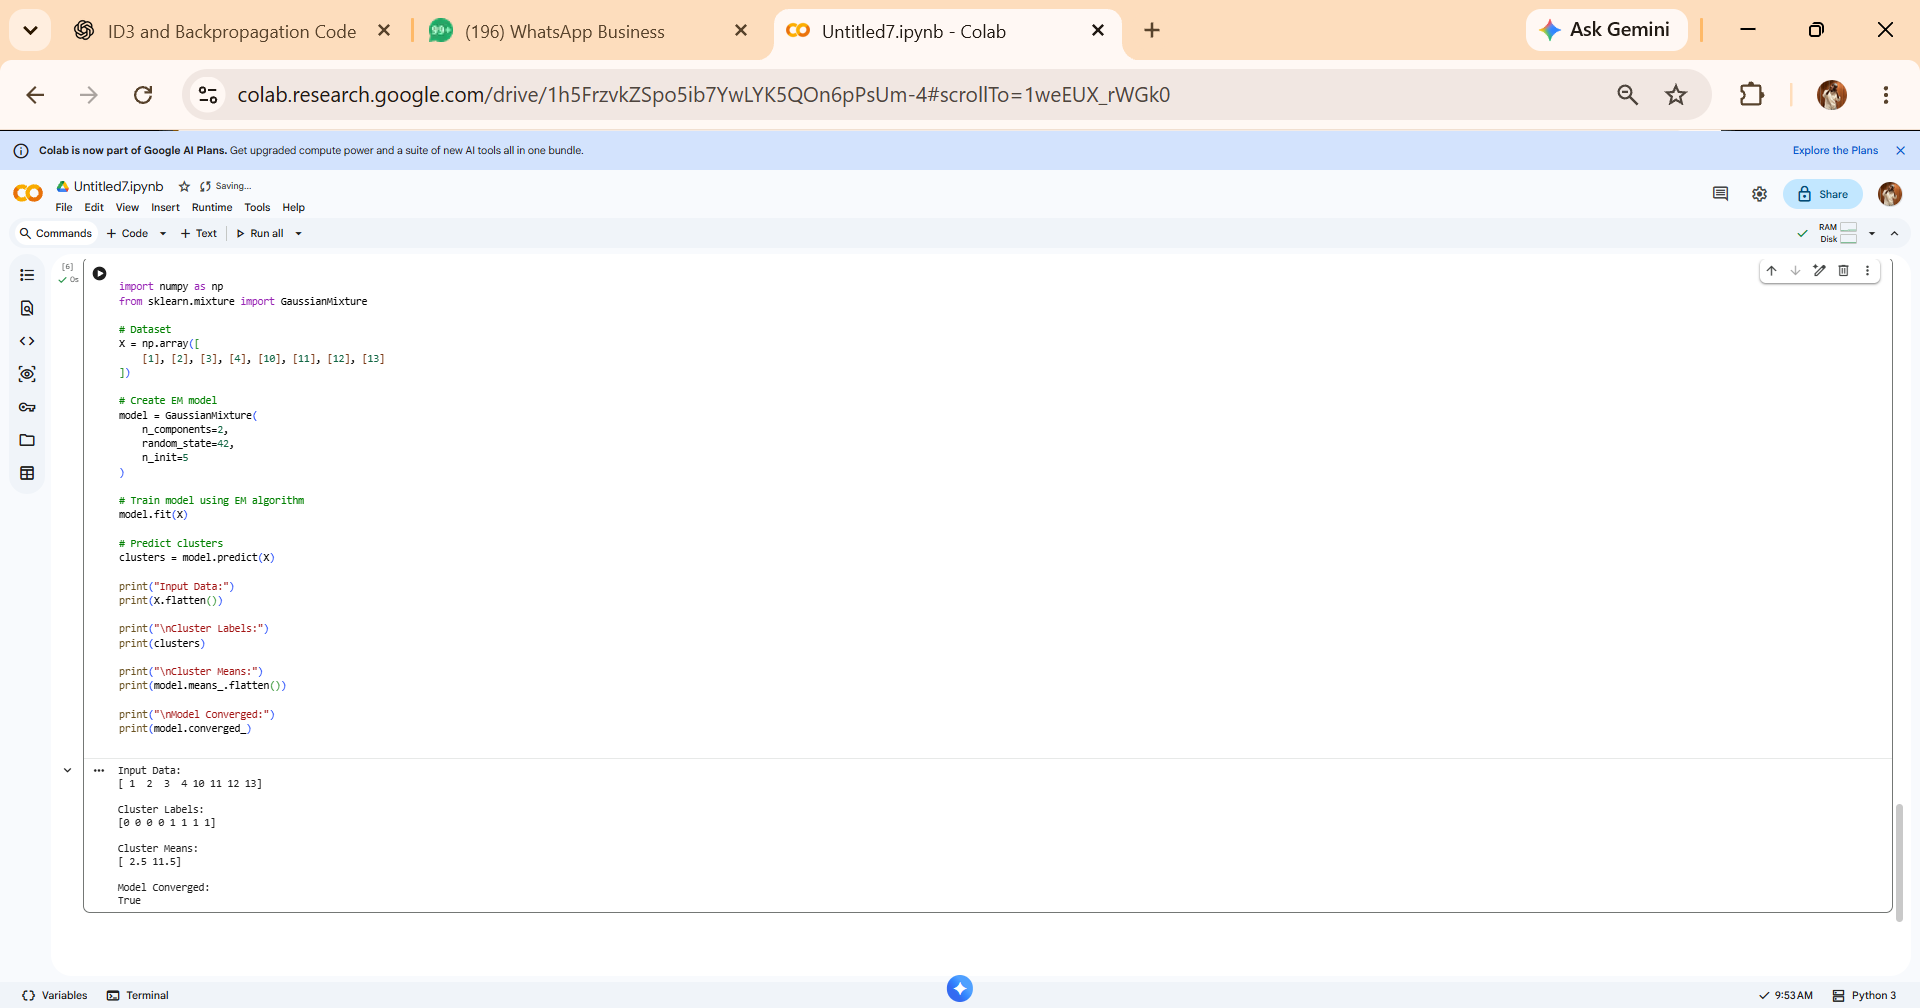 ID3 and Backpropagation Code
99+ (196) WhatsApp Business
Untitled7.ipynb - Colab
Ask Gemini
colab.research.google.com/drive/1h5FrzvkZSpo5ib7YwLYK5QOn6pPsUm-4#scrollTo=1weEUX_rWGk0
Colab is now part of Google AI Plans. Get upgraded compute power and a suite of new AI tools all in one bundle.
Explore the Plans
Untitled7.ipynb
Saving...
File Edit View Insert Runtime Tools Help
Share
Commands + Code + Text Run all
RAM
Disk
[6]
0s
import numpy as np
from sklearn.mixture import GaussianMixture
# Dataset
X = np.array([
[1], [2], [3], [4], [10], [11], [12], [13]
])
# Create EM model
model = GaussianMixture(
n_components=2,
random_state=42,
n_init=5
)
# Train model using EM algorithm
model.fit(X)
# Predict clusters
clusters = model.predict(X)
print("Input Data:")
print(X.flatten())
print("\nCluster Labels:")
print(clusters)
print("\nCluster Means:")
print(model.means_.flatten())
print("\nModel Converged:")
print(model.converged_)
Input Data:
[ 1  2  3  4 10 11 12 13]
Cluster Labels:
[0 0 0 0 1 1 1 1]
Cluster Means:
[ 2.5 11.5]
Model Converged:
True
Variables
Terminal
9:53 AM
Python 3